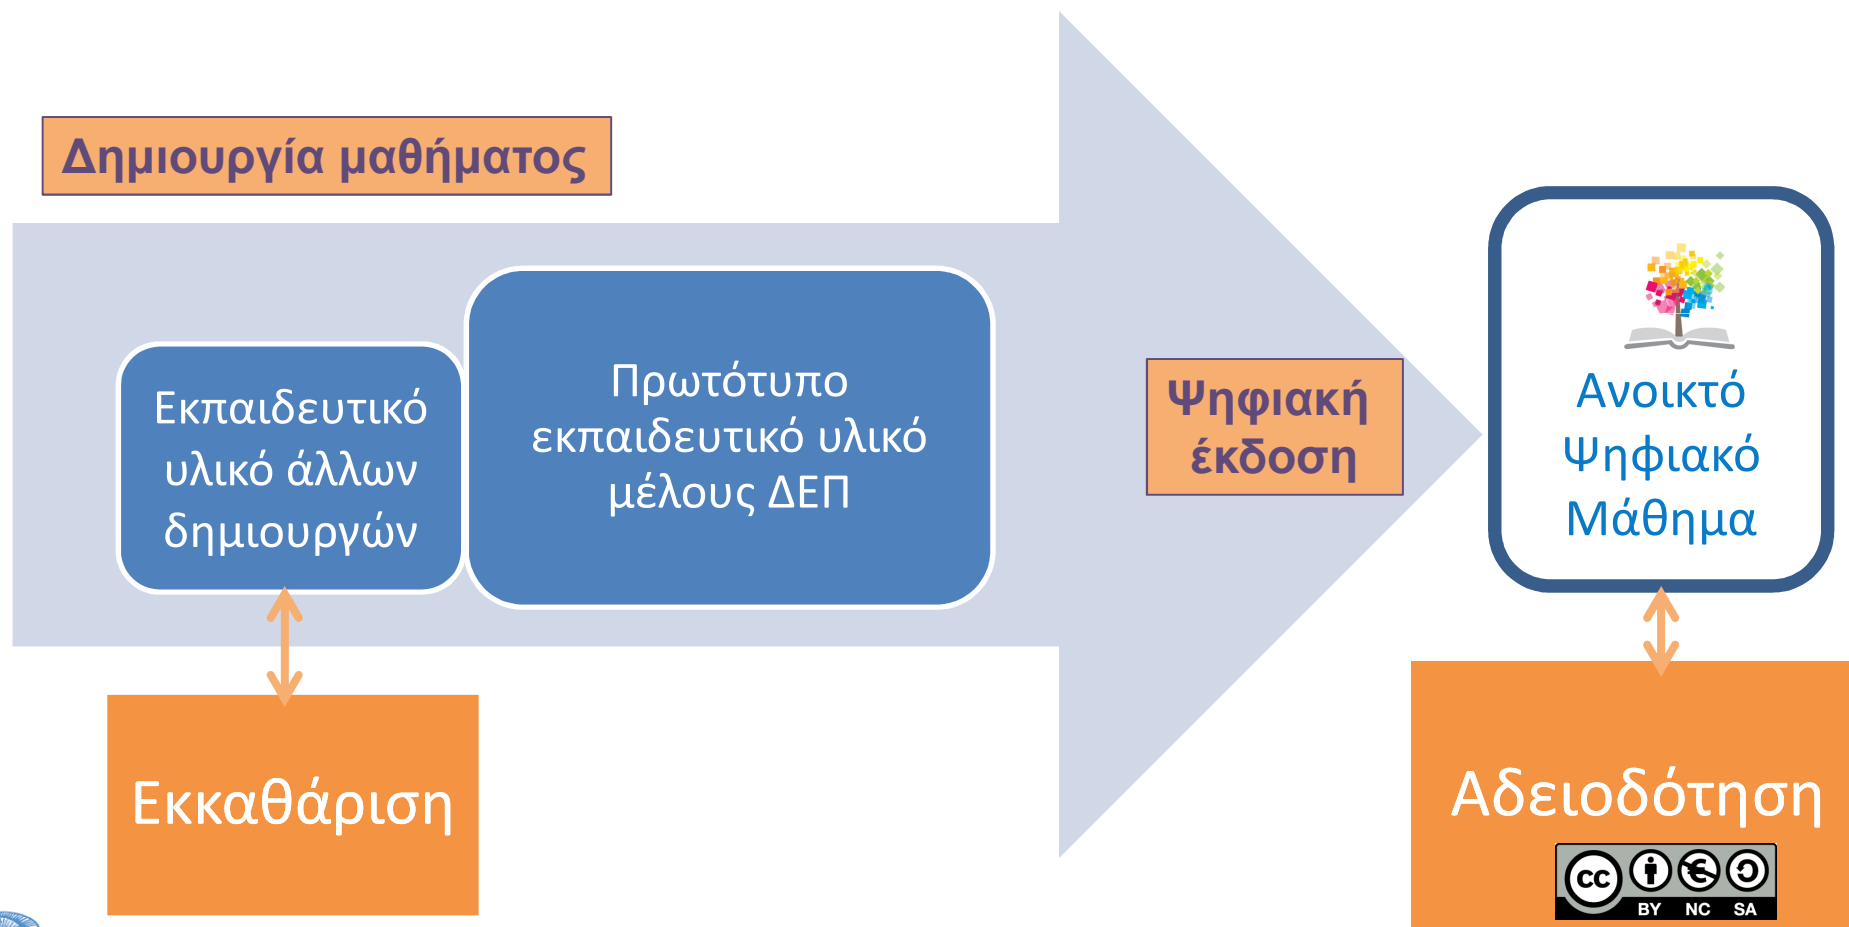 Δημιουργία μαθήματος
Εκπαιδευτικό
υλικό άλλων
δημιουργών
Πρωτότυπο
εκπαιδευτικό υλικό
μέλους ΔΕΠ
Ψηφιακή
έκδοση
Ανοικτό
Ψηφιακό
Μάθημα
Εκκαθάριση
Αδειοδότηση
cc
BY NC SA